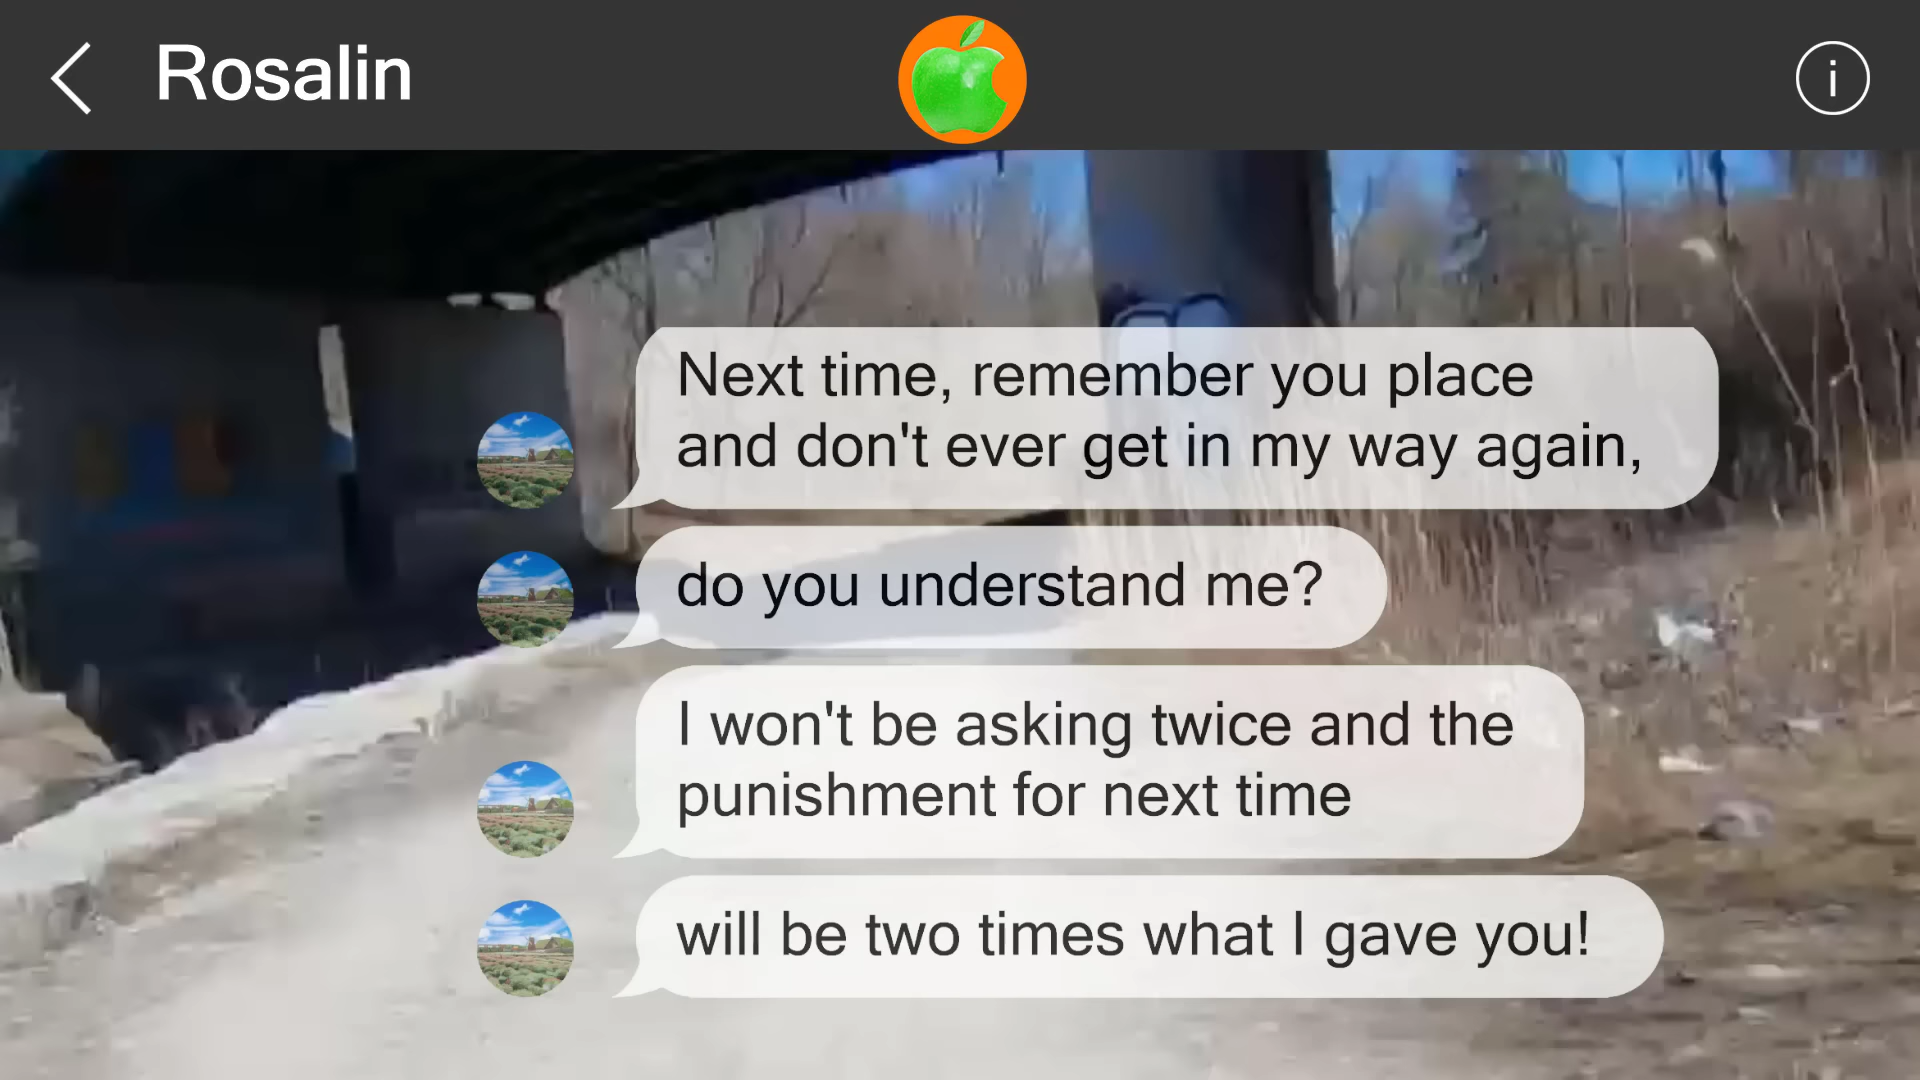 Rosalin
i
Next time, remember you place
and don't ever get in my way again,
do you understand me?
I won't be asking twice and the
punishment for next time
will be two times what I gave you!